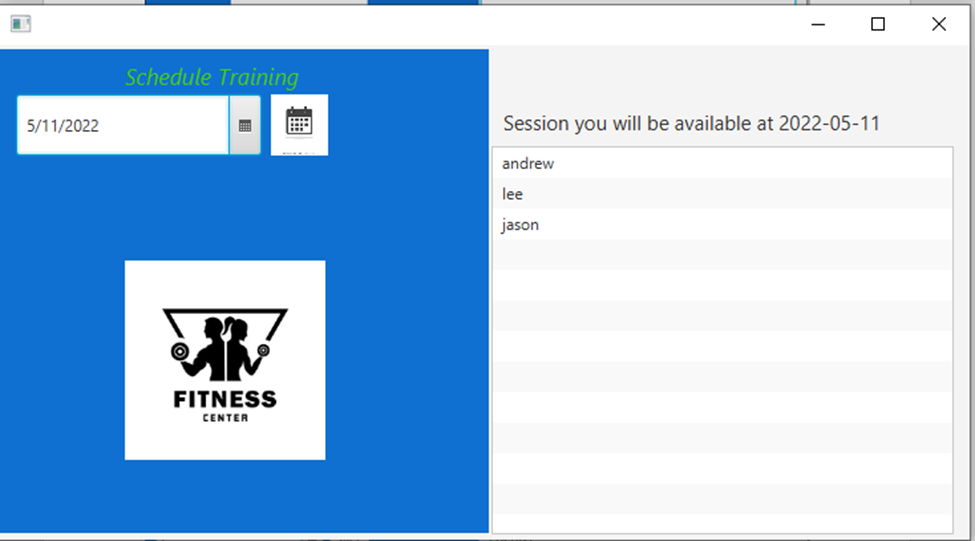 Schedule Training
5/11/2022
Session you will be available at 2022-05-11
andrew
lee
jason
FITNESS
CENTER